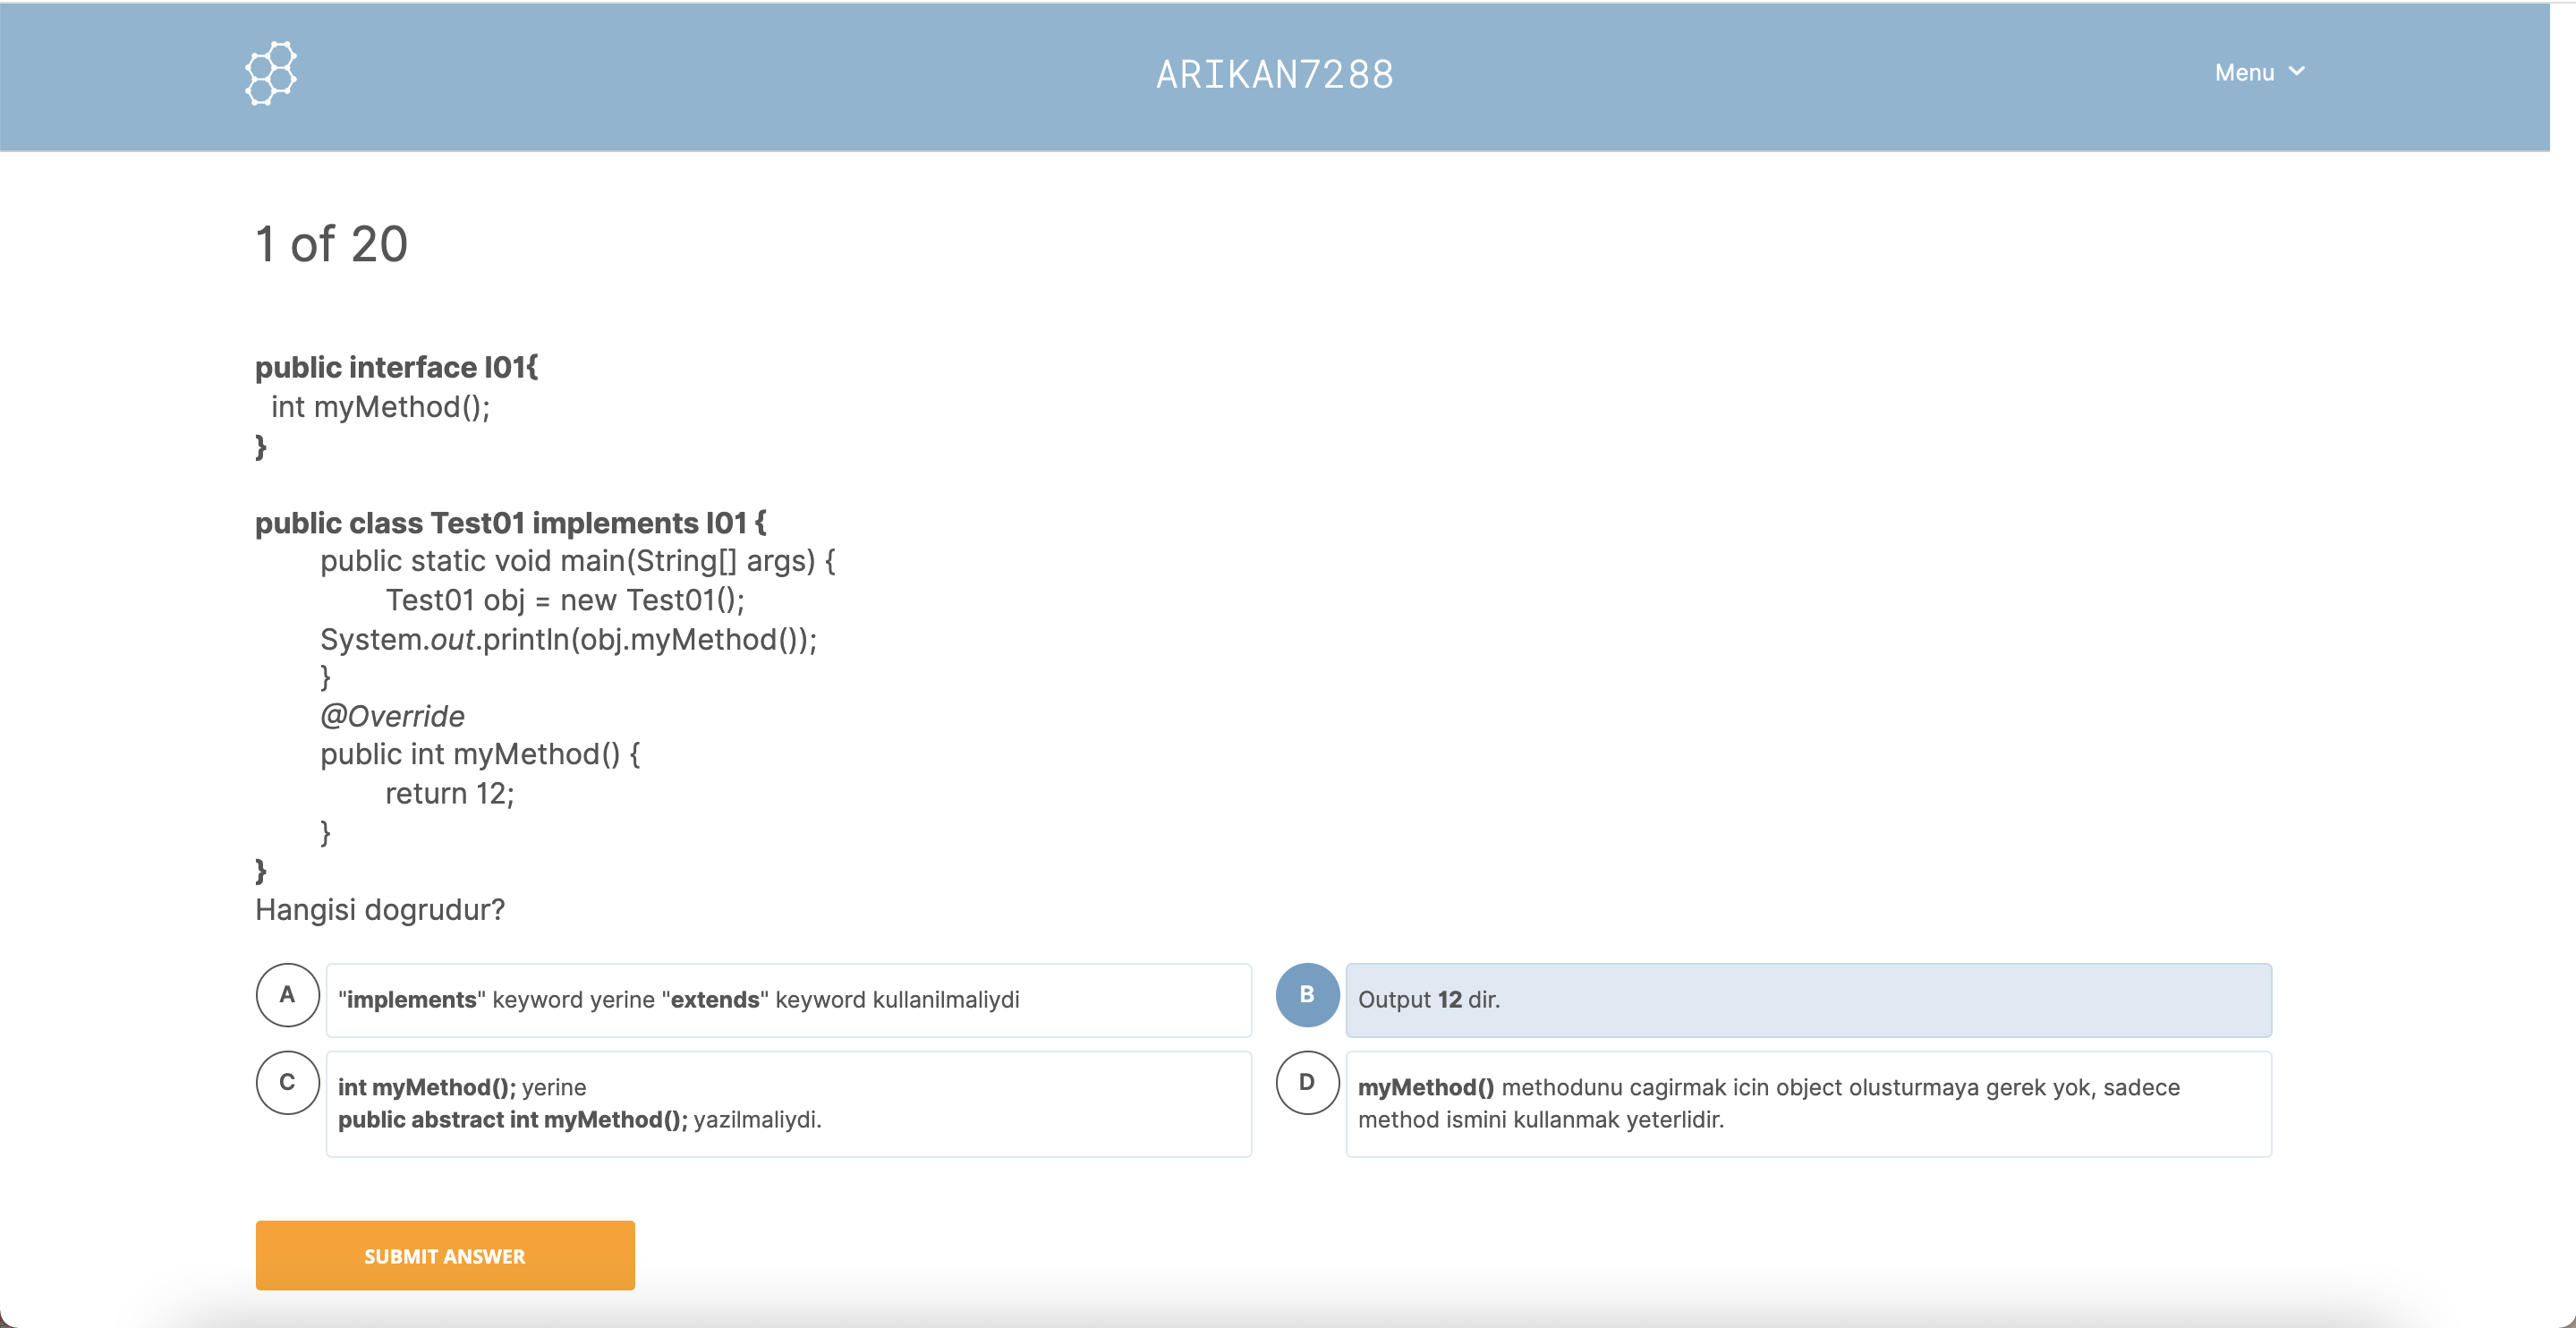 ARIKAN7288
Menu
1 of 20
public interface I01{
int myMethod();
}
public class Test01 implements I01 {
public static void main(String[] args) {
Test01 obj = new Test01();
System.out.println(obj.myMethod());
}
@Override
public int myMethod() {
return 12;
}
}
Hangisi dogrudur?
A
"implements" keyword yerine "extends" keyword kullanilmaliydi
B
Output 12 dir.
C
int myMethod(); yerine
public abstract int myMethod(); yazilmaliydi.
D
myMethod() methodunu cagirmak icin object olusturmaya gerek yok, sadece
method ismini kullanmak yeterlidir.
SUBMIT ANSWER